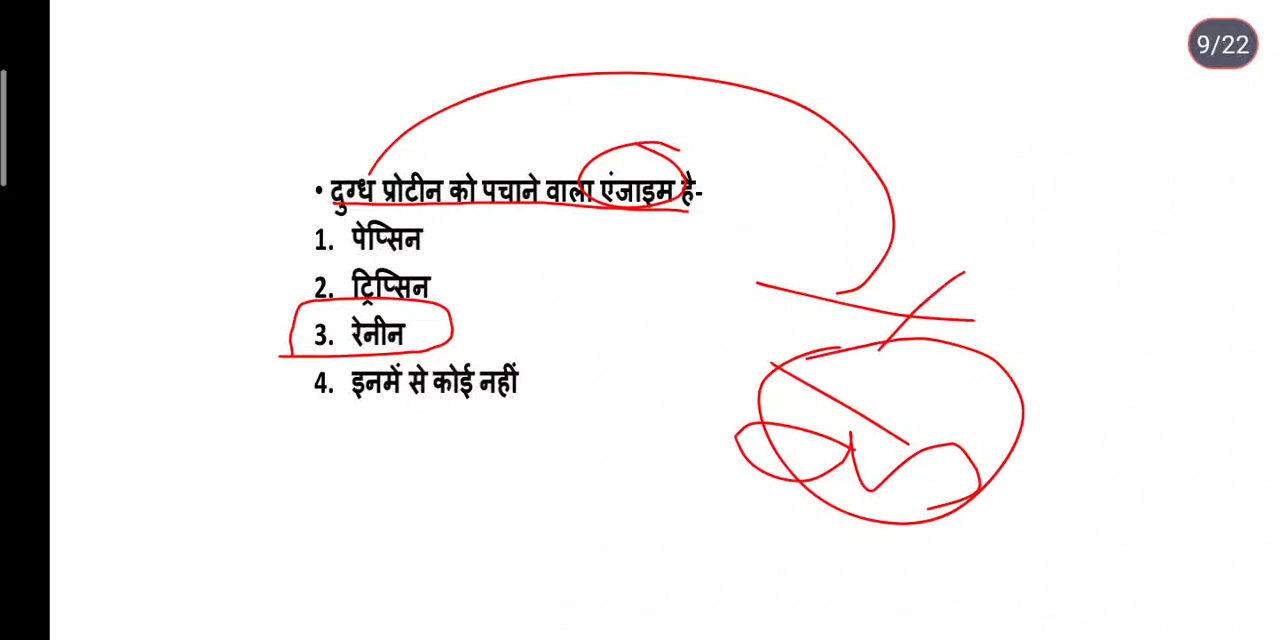 9/22
• दुग्ध प्रोटीन को पचाने वाला एंजाइम है-
1. पेप्सिन
2. ट्रिप्सिन
3. रेनीन
4. इनमें से कोई नहीं